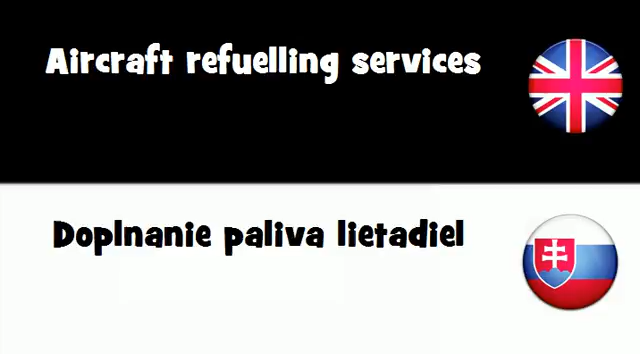 Aircraft refuelling services
Doplnanie paliva lietadiel